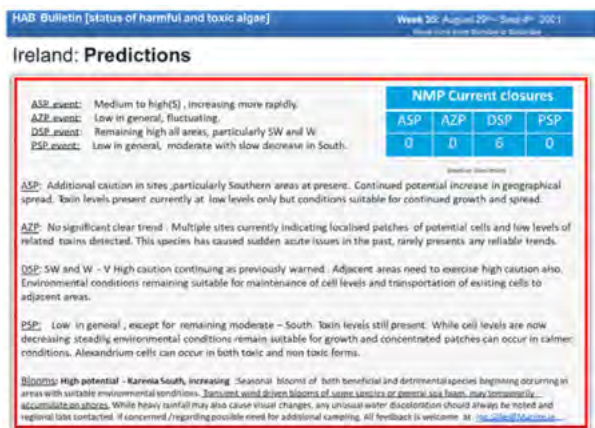 HAB Bulletin [status of harmful and toxic algae]
Week 35: August 29th – Sept 4th 2021
Ireland: Predictions
ASP event: Medium to high(S) , increasing more rapidly.
AZP event: Low in general, fluctuating.
DSP event: Remaining high all areas, particularly SW and W
PSP event: Low in general, moderate with slow decrease in South.
NMP Current closures
ASP AZP DSP PSP
0 0 6 0
ASP: Additional caution in sites ,particularly Southern areas at present. Continued potential increase in geographical
spread. Toxin levels present currently at low levels only but conditions suitable for continued growth and spread.
AZP: No significant clear trend . Multiple sites currently indicating localised patches of potential cells and low levels of
related toxins detected. This species has caused sudden acute issues in the past, rarely presents any reliable trends.
DSP: SW and W - V High caution continuing as previously warned . Adjacent areas need to exercise high caution also.
Environmental conditions remaining suitable for maintenance of cell levels and transportation of existing cells to
adjacent areas.
PSP: Low in general , except for remaining moderate – South. Toxin levels still present. While cell levels are now
decreasing steadily environmental conditions remain suitable for growth and concentrated patches can occur in calmer
conditions. Alexandrium cells can occur in both toxic and non toxic forms.
Blooms: High potential - Karenia South, increasing Seasonal blooms of both beneficial and detrimental species beginning occurring in
areas with suitable environmental conditions. Transient wind driven blooms of some species or general sea foam, may temporarily
accumulate on shores. While heavy rainfall may also cause visual changes, any unusual water discoloration should always be noted and
regional labs contacted. if concerned /regarding possible need for additional sampling. All feedback is welcome at